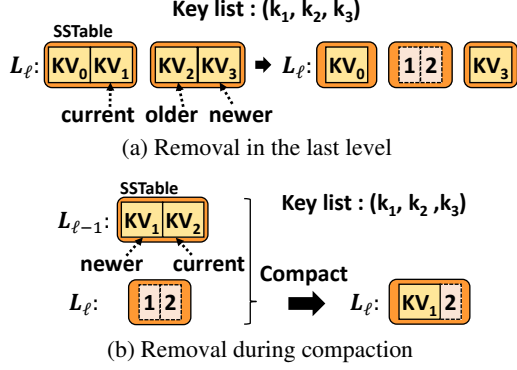 Key list : (k₁, k₂, k₃)
SSTable
Lℓ: KV₀ KV₁ KV₂ KV₃ Lℓ: KV₀ 1 2 KV₃
current older newer
(a) Removal in the last level
SSTable
Lℓ₋₁: KV₁ KV₂ Key list : (k₁, k₂ ,k₃)
newer current
Compact
Lℓ: 1 2 Lℓ: KV₁ 2
(b) Removal during compaction